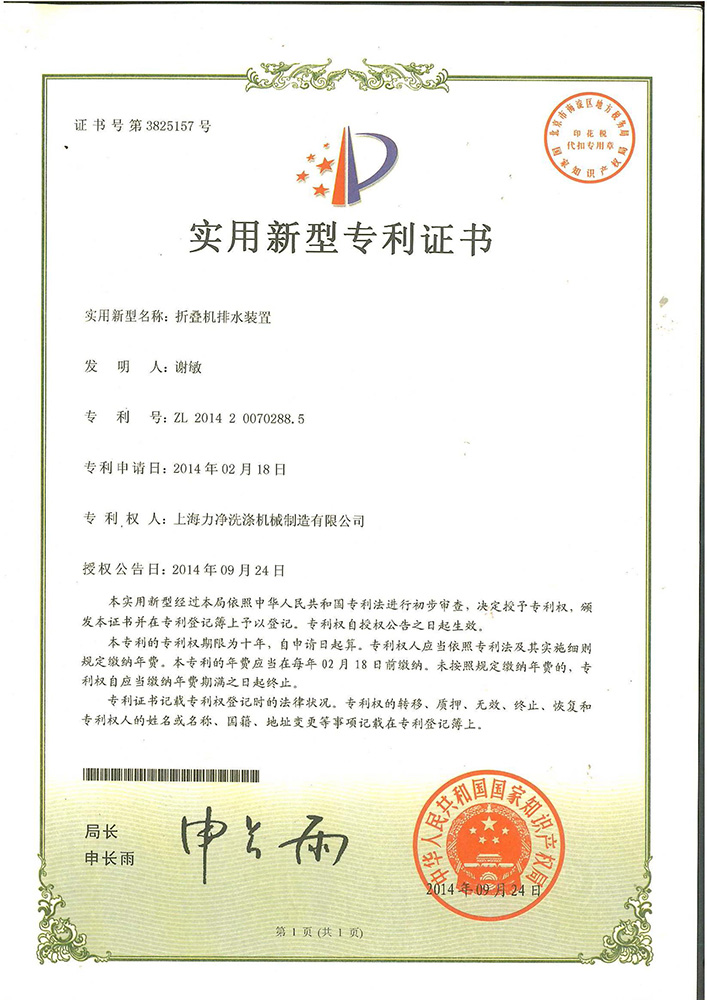 证书号第3825157号
北京市海淀区地方税务局
印花税
代扣专用章
国家知识产权局
实用新型专利证书
实用新型名称：折叠机排水装置
发明人：谢敏
专利号：ZL 2014 2 0070288.5
专利申请日：2014年02月18日
专利权人：上海力净洗涤机械制造有限公司
授权公告日：2014年09月24日
本实用新型经过本局依照中华人民共和国专利法进行初步审查，决定授予专利权，颁
发本证书并在专利登记簿上予以登记。专利权自授权公告之日起生效。
本专利的专利权期限为十年，自申请日起算。专利权人应当依照专利法及其实施细则
规定缴纳年费。本专利的年费应当在每年02月18日前缴纳。未按照规定缴纳年费的，专
利权自应当缴纳年费期满之日起终止。
专利证书记载专利权登记时的法律状况。专利权的转移、质押、无效、终止、恢复和
专利权人的姓名或名称、国籍、地址变更等事项记载在专利登记簿上。
局长
申长雨
申长雨
中华人民共和国国家知识产权局
2014年09月24日
第1页(共1页)